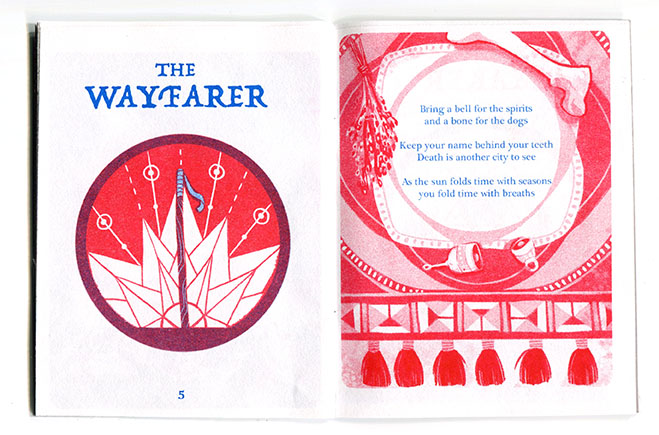 THE
WAYFARER
5
Bring a bell for the spirits
and a bone for the dogs
Keep your name behind your teeth
Death is another city to see
As the sun folds time with seasons
you fold time with breaths